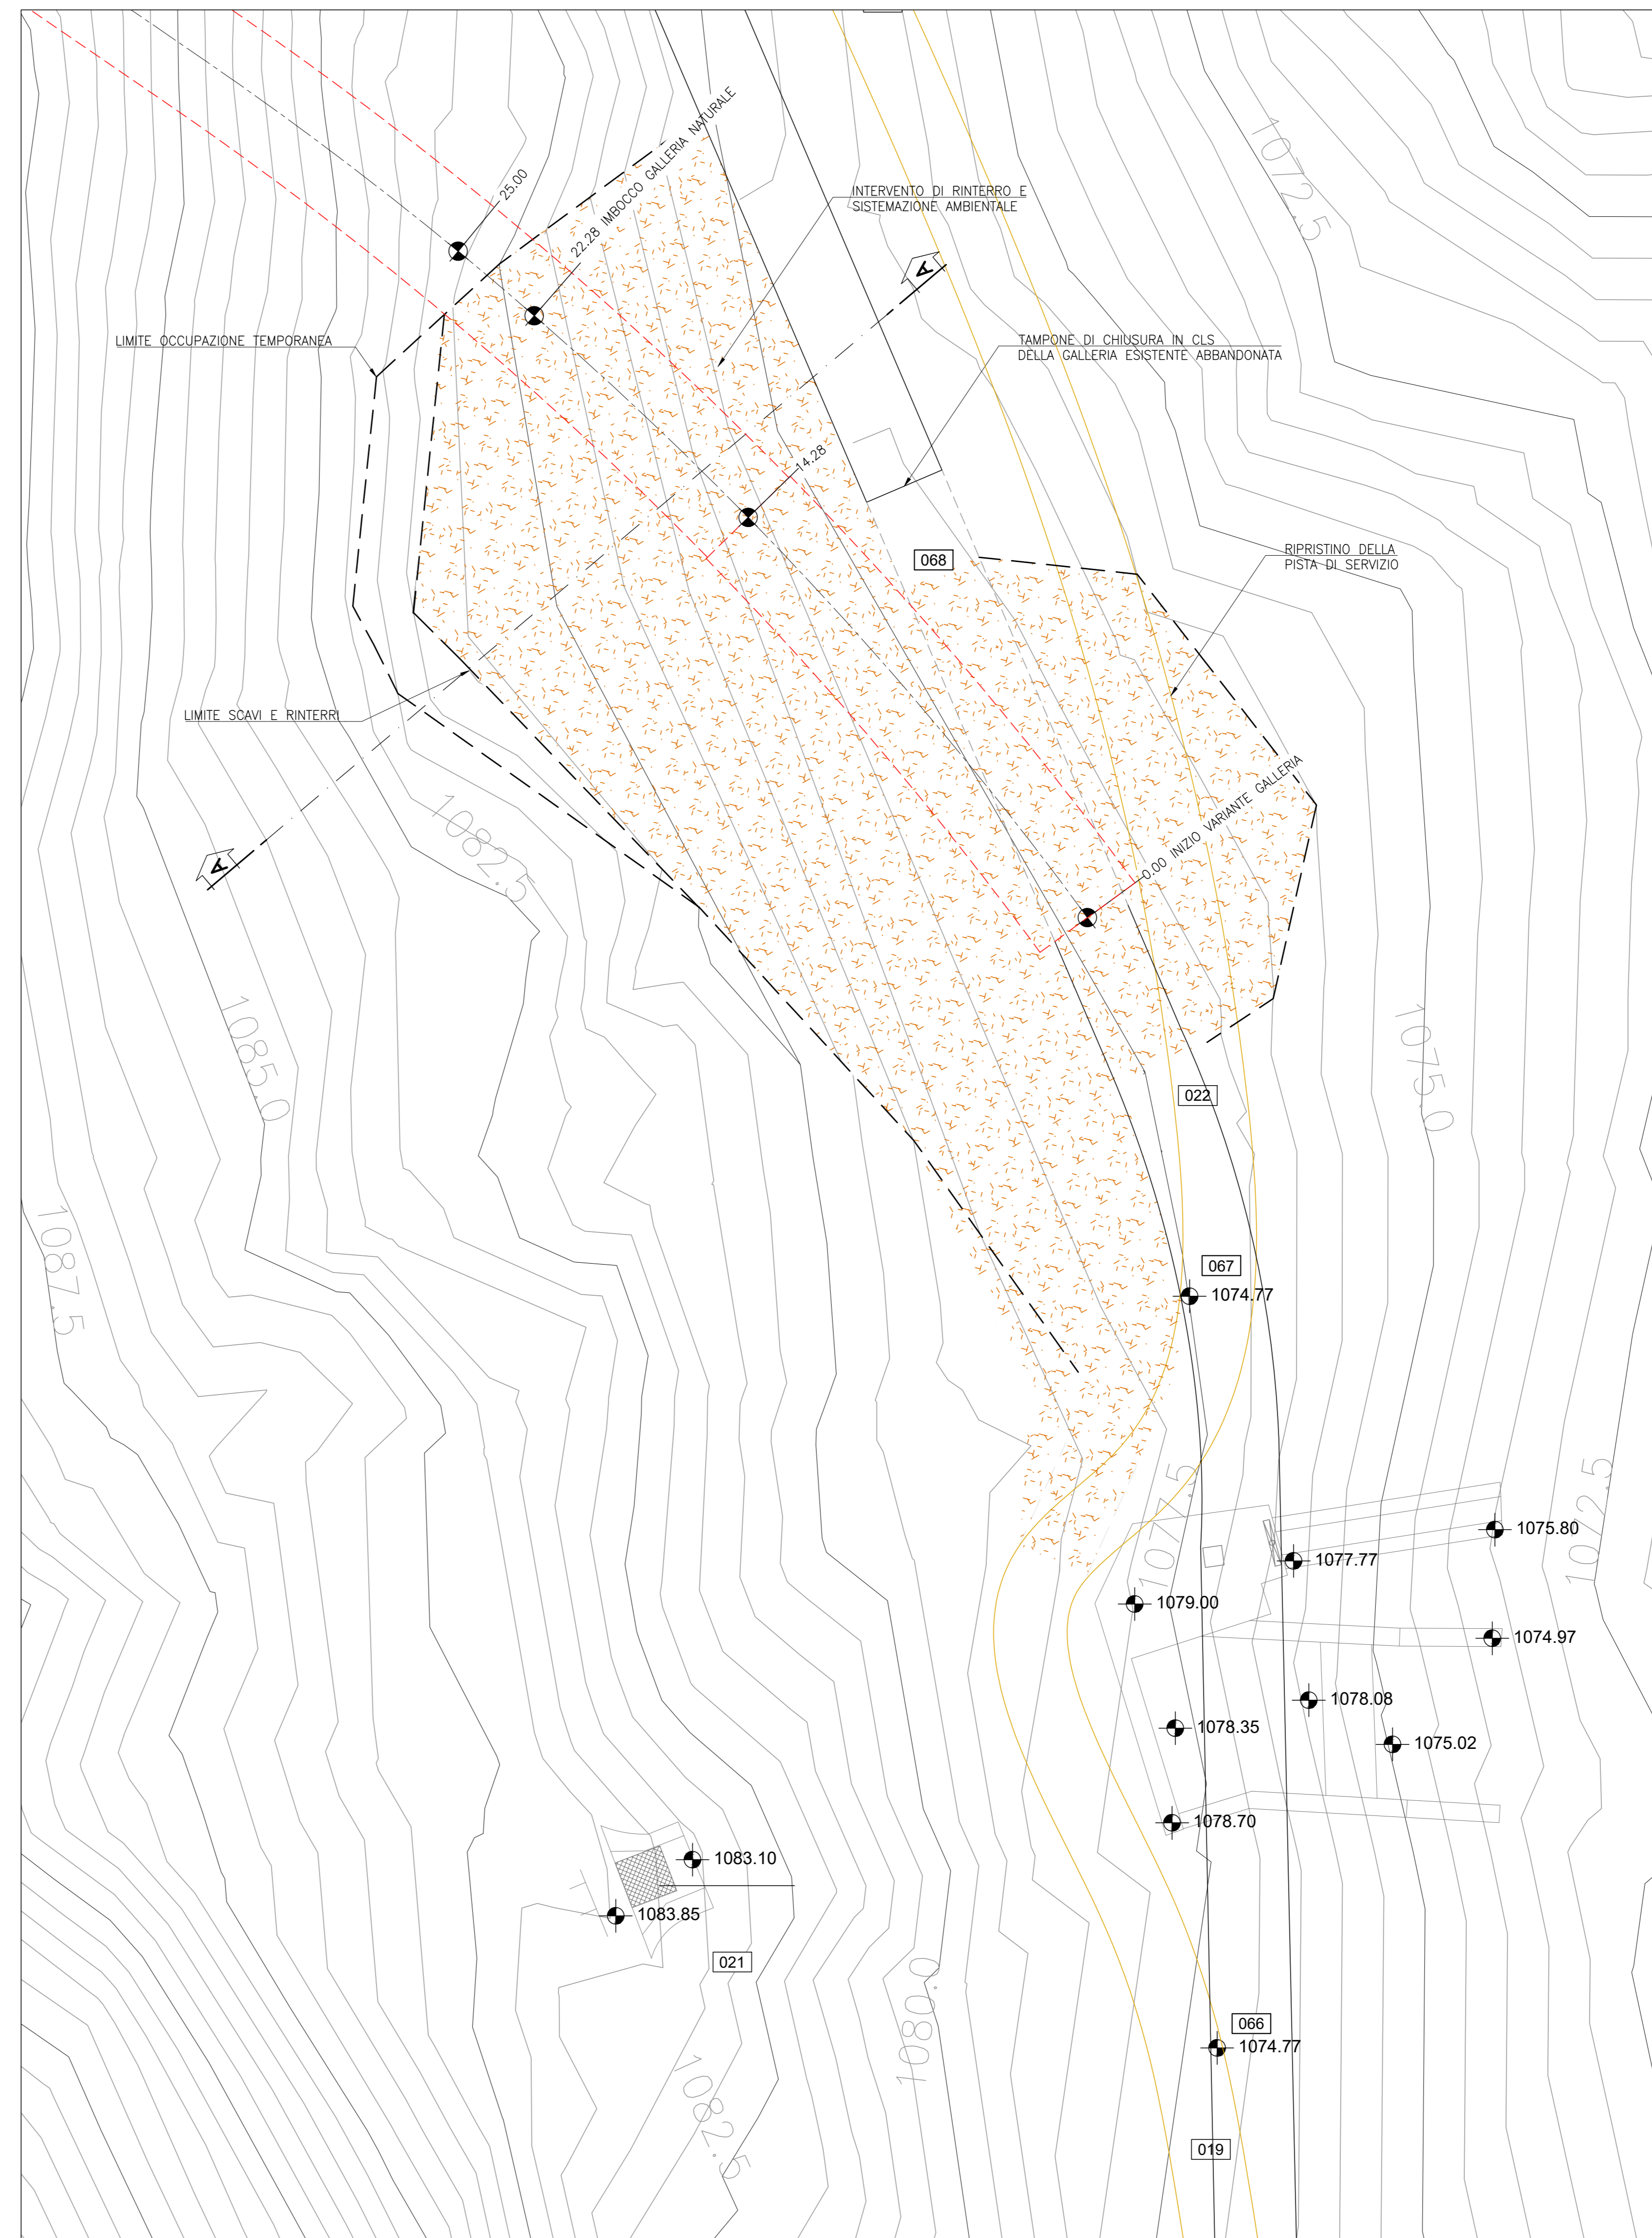 25.00
22.28 IMBOCCO GALLERIA NATURALE
INTERVENTO DI RINTERRO E
SISTEMAZIONE AMBIENTALE
1072.5
A
LIMITE OCCUPAZIONE TEMPORANEA
TAMPONE DI CHIUSURA IN CLS
DELLA GALLERIA ESISTENTE ABBANDONATA
14.28
068
RIPRISTINO DELLA
PISTA DI SERVIZIO
LIMITE SCAVI E RINTERRI
1082.5
A
0.00 INIZIO VARIANTE GALLERIA
1085.0
1075.0
022
1087.5
067
1074.77
1077.5
1072.5
1075.80
1077.77
1079.00
1074.97
1078.08
1078.35
1075.02
1078.70
1083.10
1083.85
021
1080.0
066
1074.77
1082.5
019